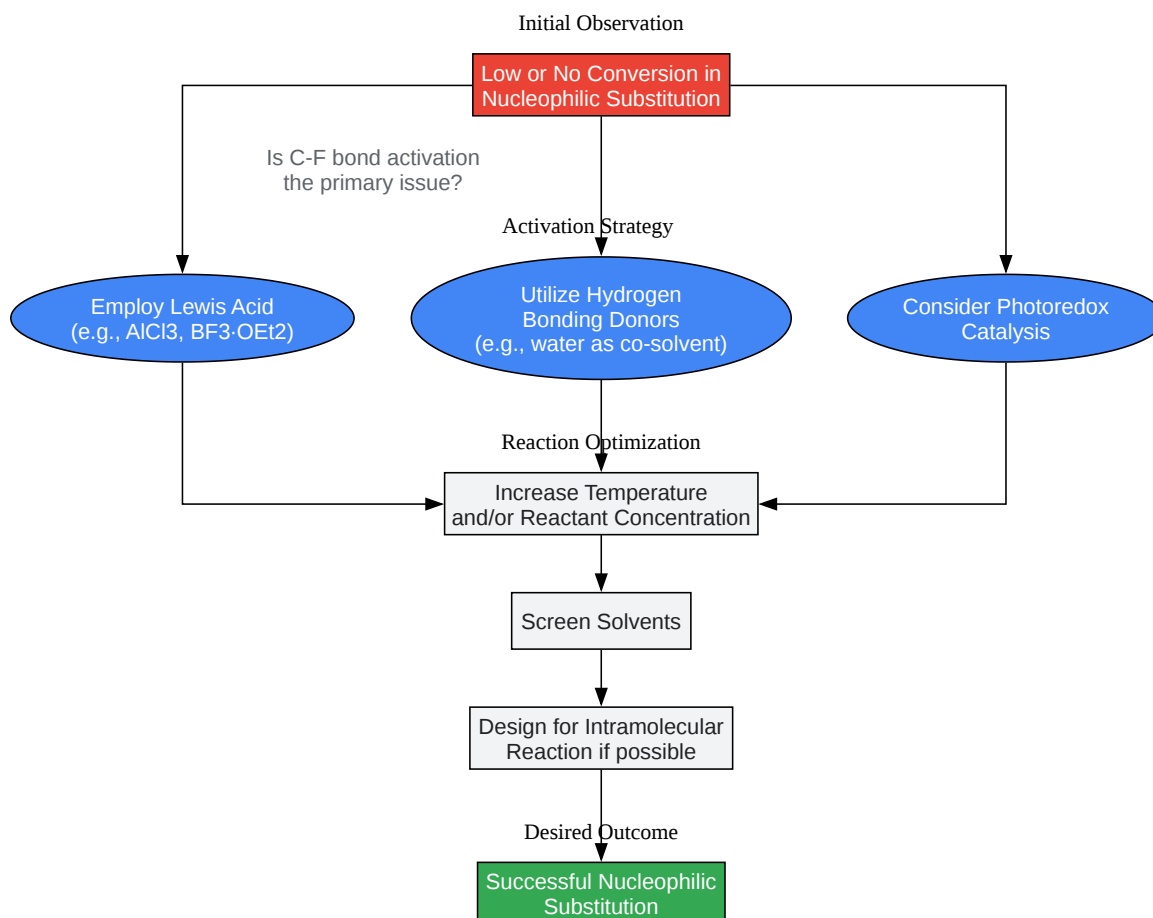 Initial Observation
Low or No Conversion in
Nucleophilic Substitution
Is C-F bond activation
the primary issue?
Activation Strategy
Employ Lewis Acid
(e.g., AlCl3, BF3·OEt2)
Utilize Hydrogen
Bonding Donors
(e.g., water as co-solvent)
Consider Photoredox
Catalysis
Reaction Optimization
Increase Temperature
and/or Reactant Concentration
Screen Solvents
Design for Intramolecular
Reaction if possible
Desired Outcome
Successful Nucleophilic
Substitution